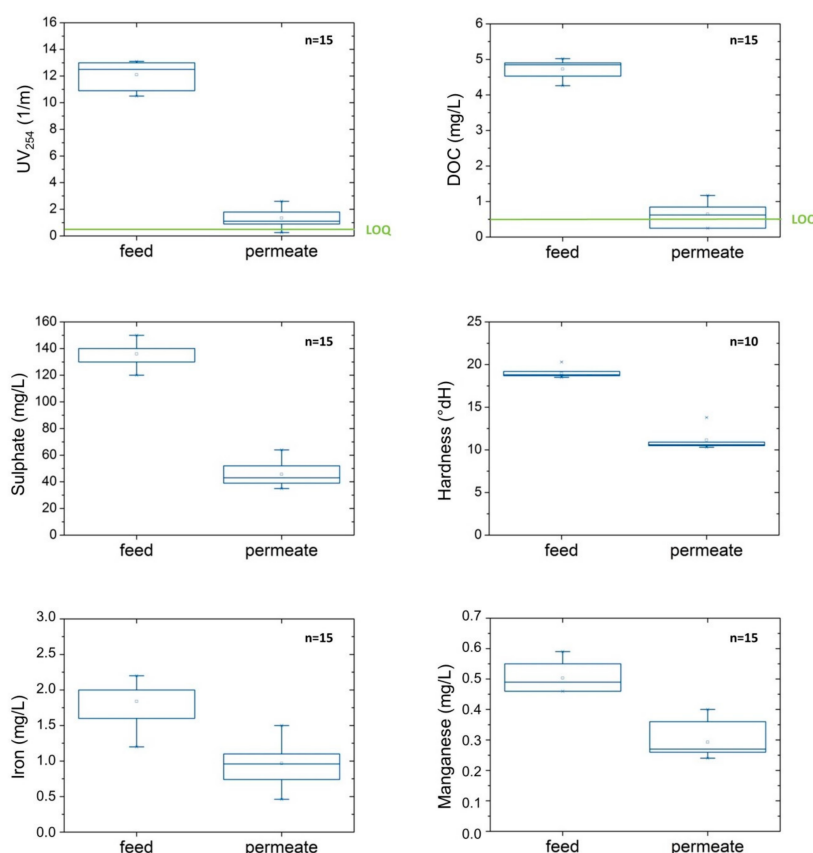 16
14
12
10
8
6
4
2
0
UV254 (1/m)
n=15
LOQ
feed
permeate
6
5
4
3
2
1
0
DOC (mg/L)
n=15
LOQ
feed
permeate
160
140
120
100
80
60
40
20
0
Sulphate (mg/L)
n=15
feed
permeate
25
20
15
10
5
0
Hardness (°dH)
n=10
feed
permeate
3.0
2.5
2.0
1.5
1.0
0.5
0.0
Iron (mg/L)
n=15
feed
permeate
0.7
0.6
0.5
0.4
0.3
0.2
0.1
0.0
Manganese (mg/L)
n=15
feed
permeate